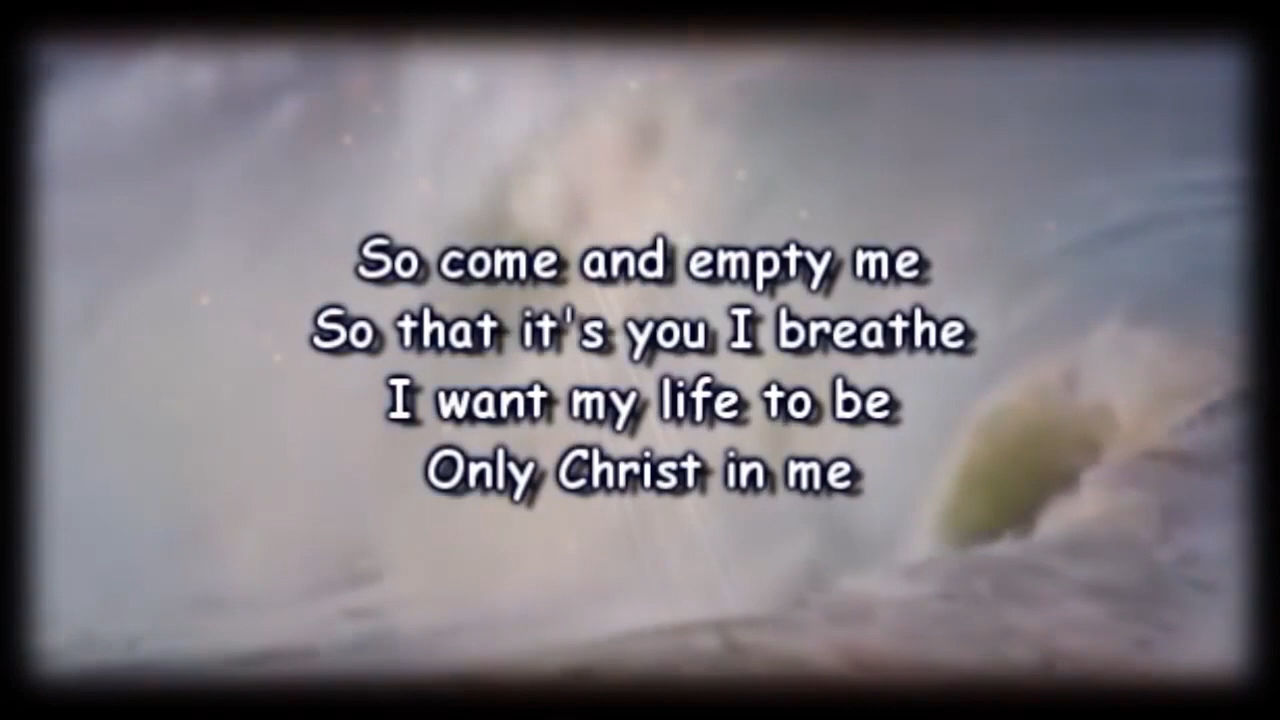 So come and empty me
So that it's you I breathe
I want my life to be
Only Christ in me